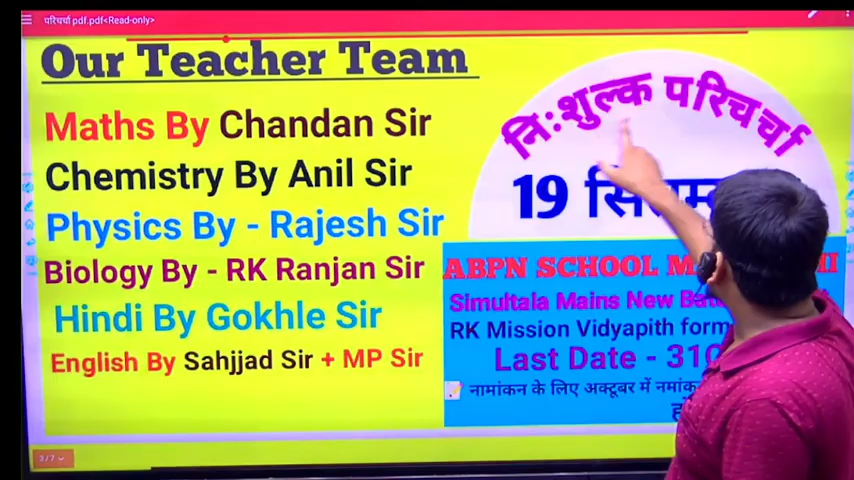 परिचर्चा pdf.pdf<Read-only>
Our Teacher Team
Maths By Chandan Sir
Chemistry By Anil Sir
Physics By - Rajesh Sir
Biology By - RK Ranjan Sir
Hindi By Gokhle Sir
English By Sahjjad Sir + MP Sir
निःशुल्क परिचर्चा
19
ABPN SCHOOL
Simultala Mains New
RK Mission Vidyapith form
Last Date - 31
नामांकन के लिए अक्टूबर में
3/7